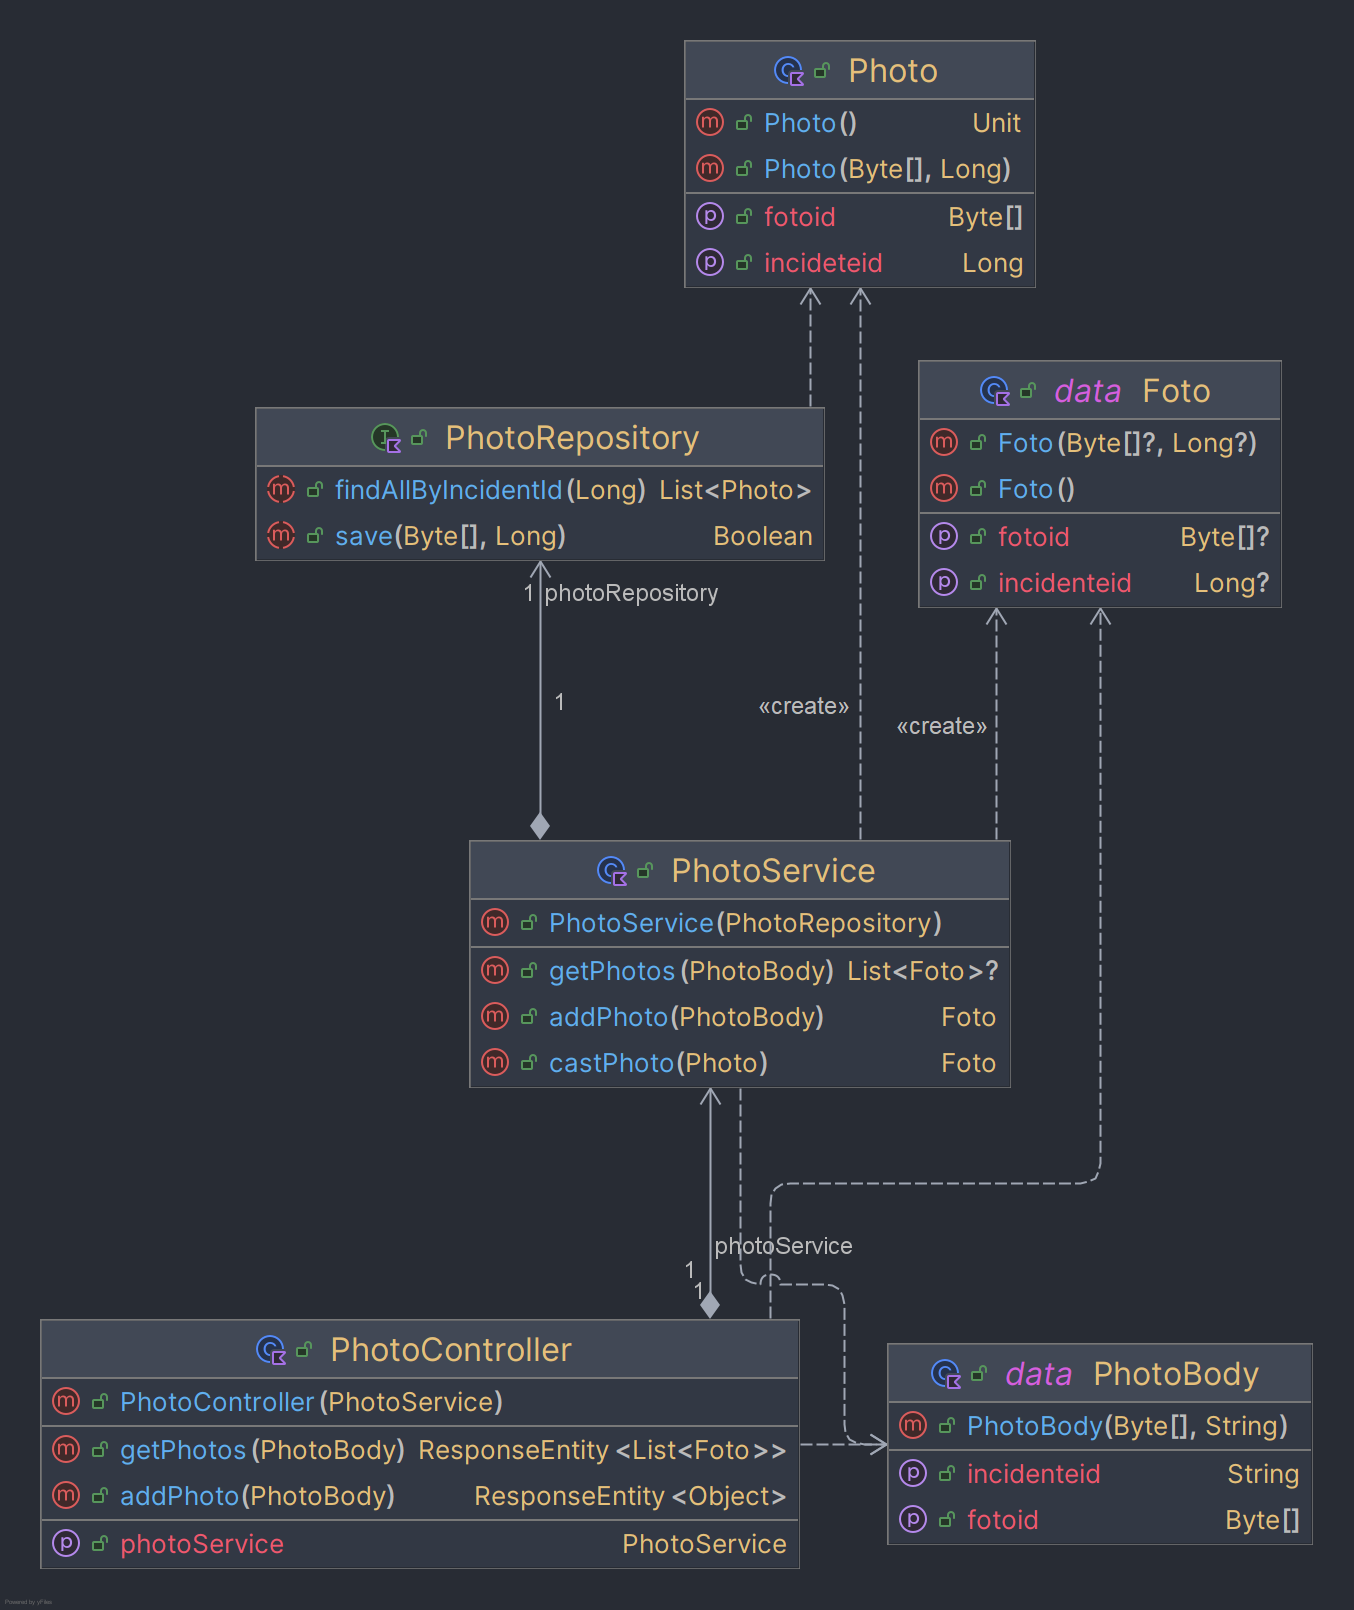 Photo
Photo() Unit
Photo(Byte[], Long)
fotoid Byte[]
incideteid Long
data Foto
Foto(Byte[]?, Long?)
Foto()
fotoid Byte[]?
incidenteid Long?
PhotoRepository
findAllByIncidentId(Long) List<Photo>
save(Byte[], Long) Boolean
1 photoRepository
1
«create»
«create»
PhotoService
PhotoService(PhotoRepository)
getPhotos(PhotoBody) List<Foto>?
addPhoto(PhotoBody) Foto
castPhoto(Photo) Foto
photoService
1
1
PhotoController
PhotoController(PhotoService)
getPhotos(PhotoBody) ResponseEntity<List<Foto>>
addPhoto(PhotoBody) ResponseEntity<Object>
photoService PhotoService
data PhotoBody
PhotoBody(Byte[], String)
incidenteid String
fotoid Byte[]
Powered by yFiles